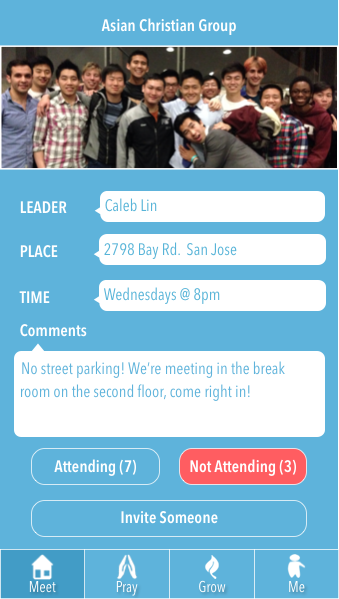 Asian Christian Group
LEADER
Caleb Lin
PLACE
2798 Bay Rd.  San Jose
TIME
Wednesdays @ 8pm
Comments
No street parking! We're meeting in the break
room on the second floor, come right in!
Attending (7)
Not Attending (3)
Invite Someone
Meet
Pray
Grow
Me